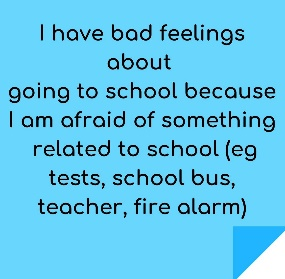 I have bad feelings
about
going to school because
I am afraid of something
related to school (eg
tests, school bus,
teacher, fire alarm)